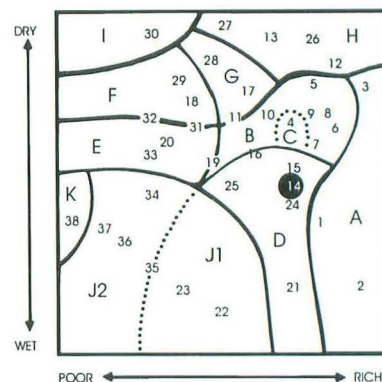 DRY
I 30 27 13 26 H
12
28
29 G 5 3
F 17
18 10 4 9 8
32 31 11 6
B C 7
20
E 33 19 16
15
K 34 25 14
24
38 37 1 A
36 D
35 J1
J2 23 21 2
22
WET
POOR RICH